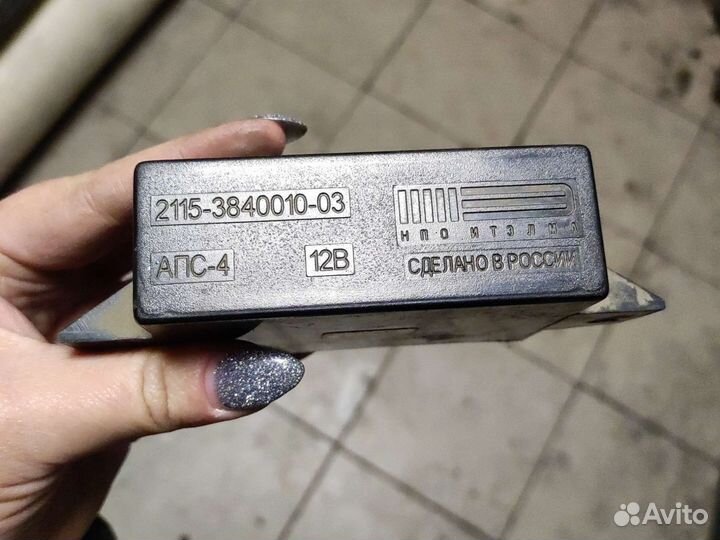 2115-3840010-03
НПО ИТЭЛМА
АПС-4
12В
СДЕЛАНО В РОССИИ
Avito